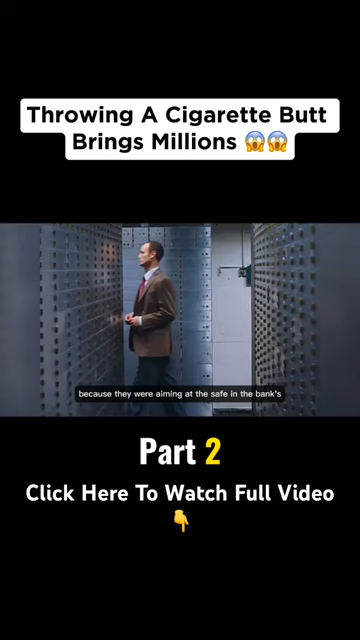 Throwing A Cigarette Butt
Brings Millions 😱😱
because they were aiming at the safe in the bank's
Part 2
Click Here To Watch Full Video
👇